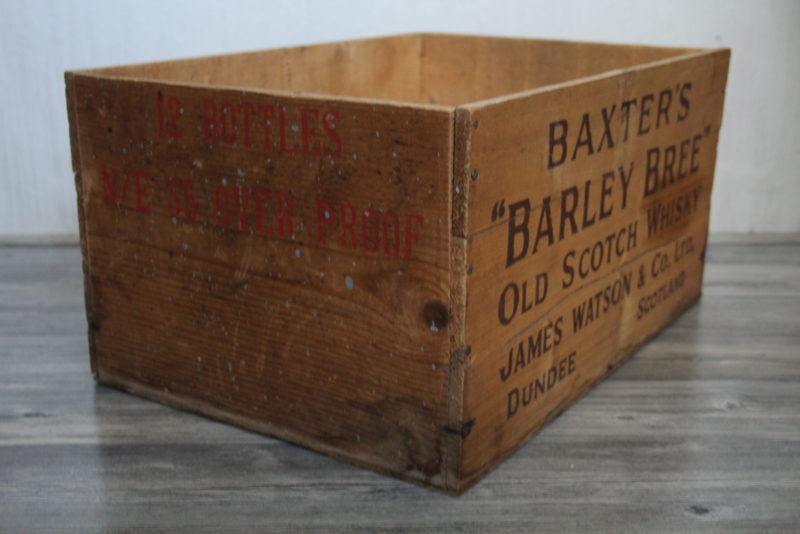 12 BOTTLES
N/E 35 OVER PROOF
BAXTER'S
"BARLEY BREE"
OLD SCOTCH WHISKY
JAMES WATSON & CO. LTD,
DUNDEE SCOTLAND